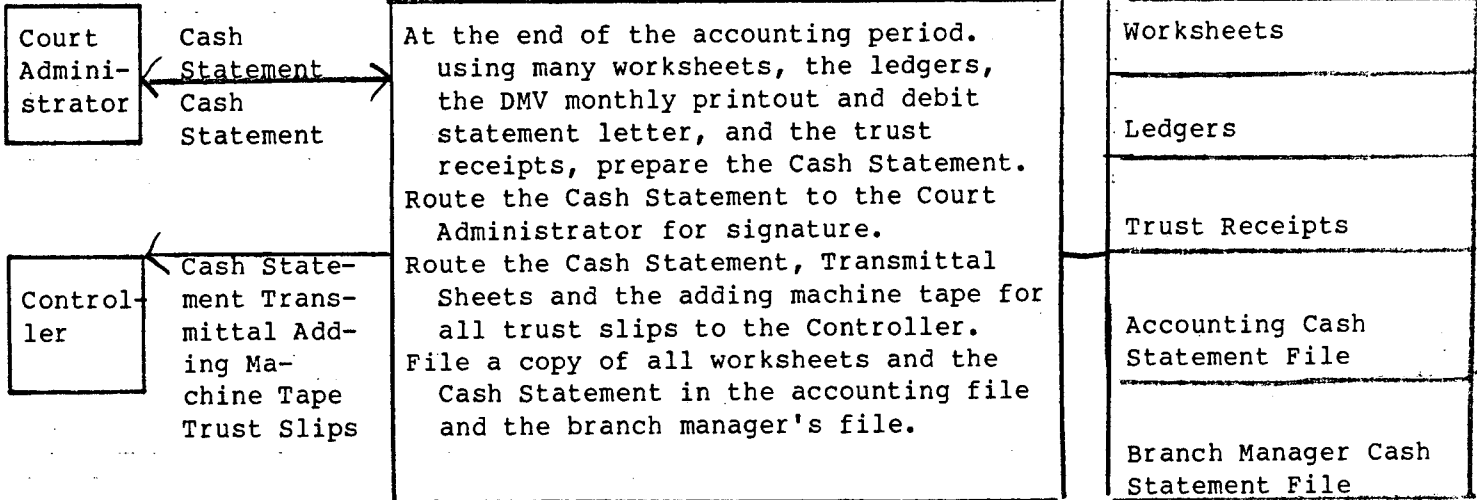 Court
Admini-
strator
Cash
Statement
Cash
Statement
Control-
ler
Cash State-
ment Trans-
mittal Add-
ing Ma-
chine Tape
Trust Slips
At the end of the accounting period.
using many worksheets, the ledgers,
the DMV monthly printout and debit
statement letter, and the trust
receipts, prepare the Cash Statement.
Route the Cash Statement to the Court
Administrator for signature.
Route the Cash Statement, Transmittal
Sheets and the adding machine tape for
all trust slips to the Controller.
File a copy of all worksheets and the
Cash Statement in the accounting file
and the branch manager's file.
Worksheets
Ledgers
Trust Receipts
Accounting Cash
Statement File
Branch Manager Cash
Statement File